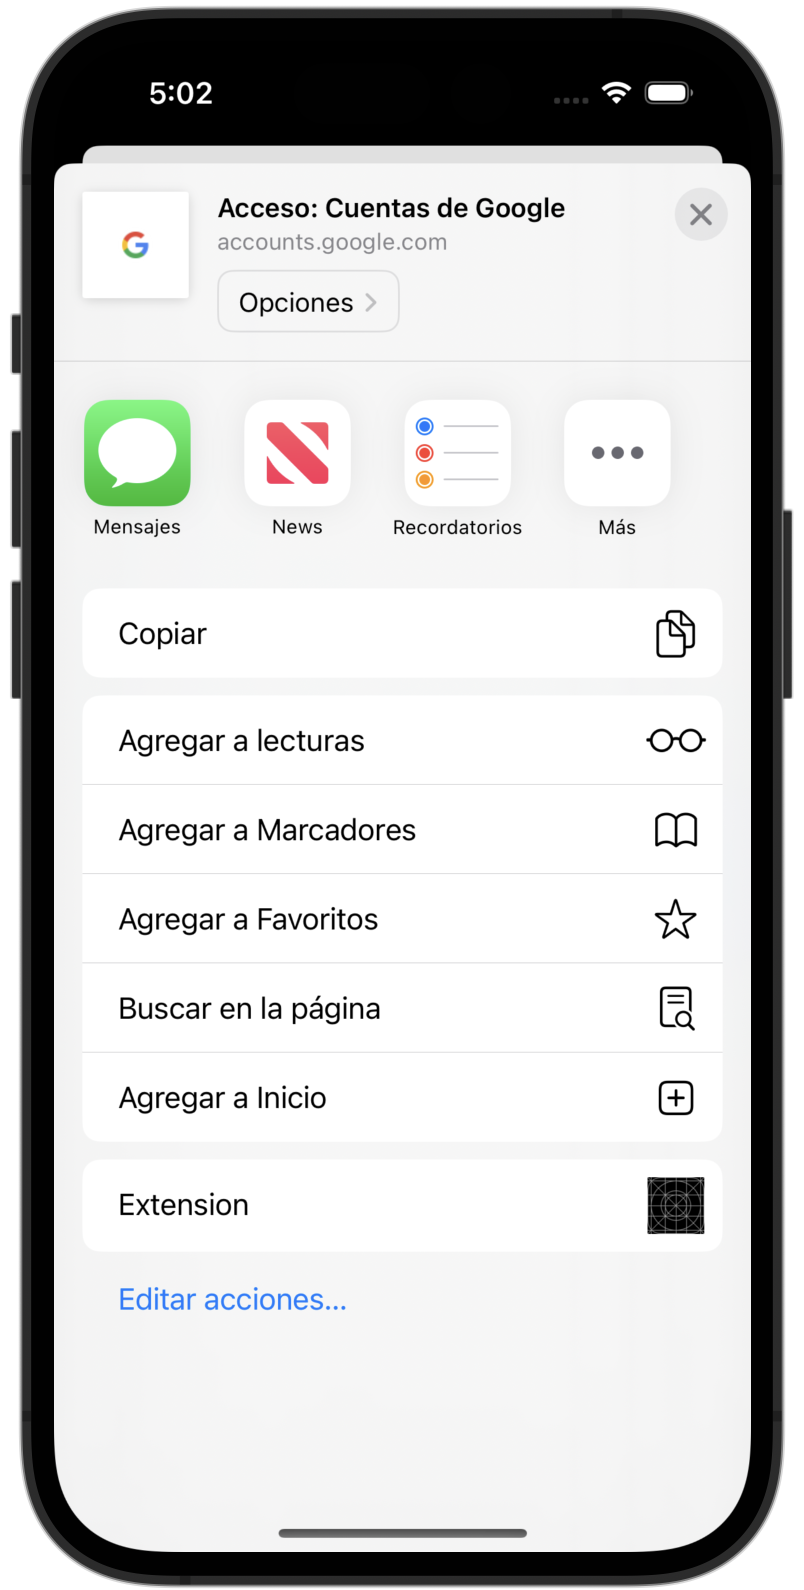 5:02
Acceso: Cuentas de Google
accounts.google.com
Opciones
Mensajes
News
Recordatorios
Más
Copiar
Agregar a lecturas
Agregar a Marcadores
Agregar a Favoritos
Buscar en la página
Agregar a Inicio
Extension
Editar acciones...